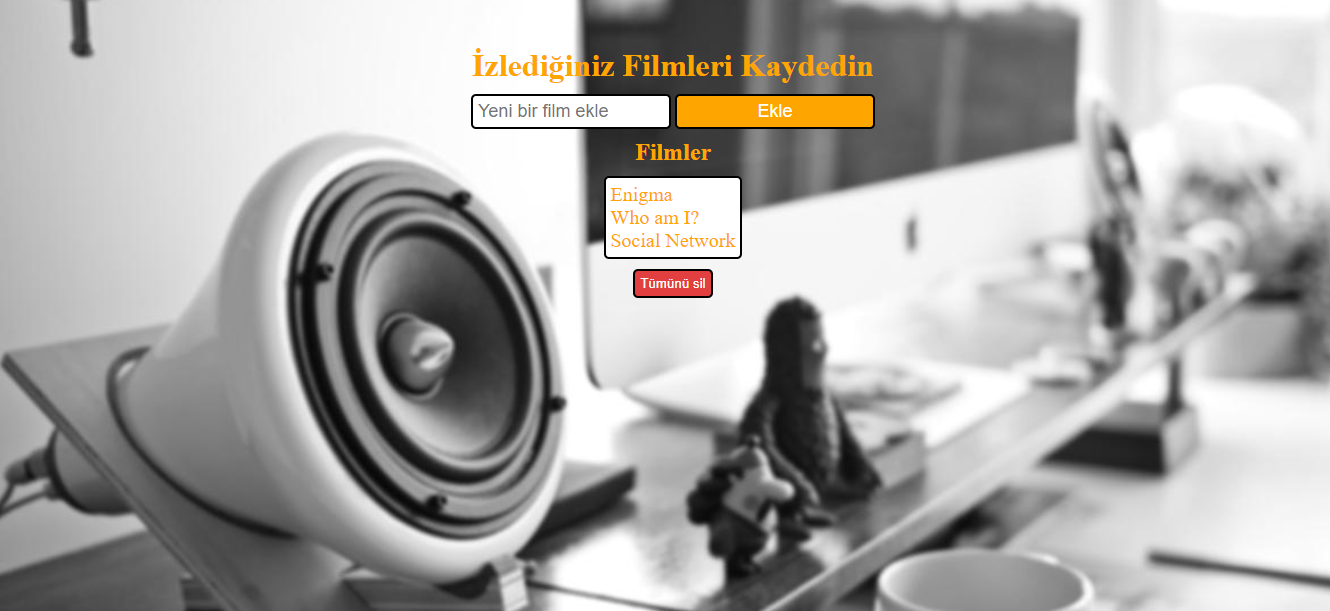 İzlediğiniz Filmleri Kaydedin
Yeni bir film ekle
Ekle
Filmler
Enigma
Who am I?
Social Network
Tümünü sil